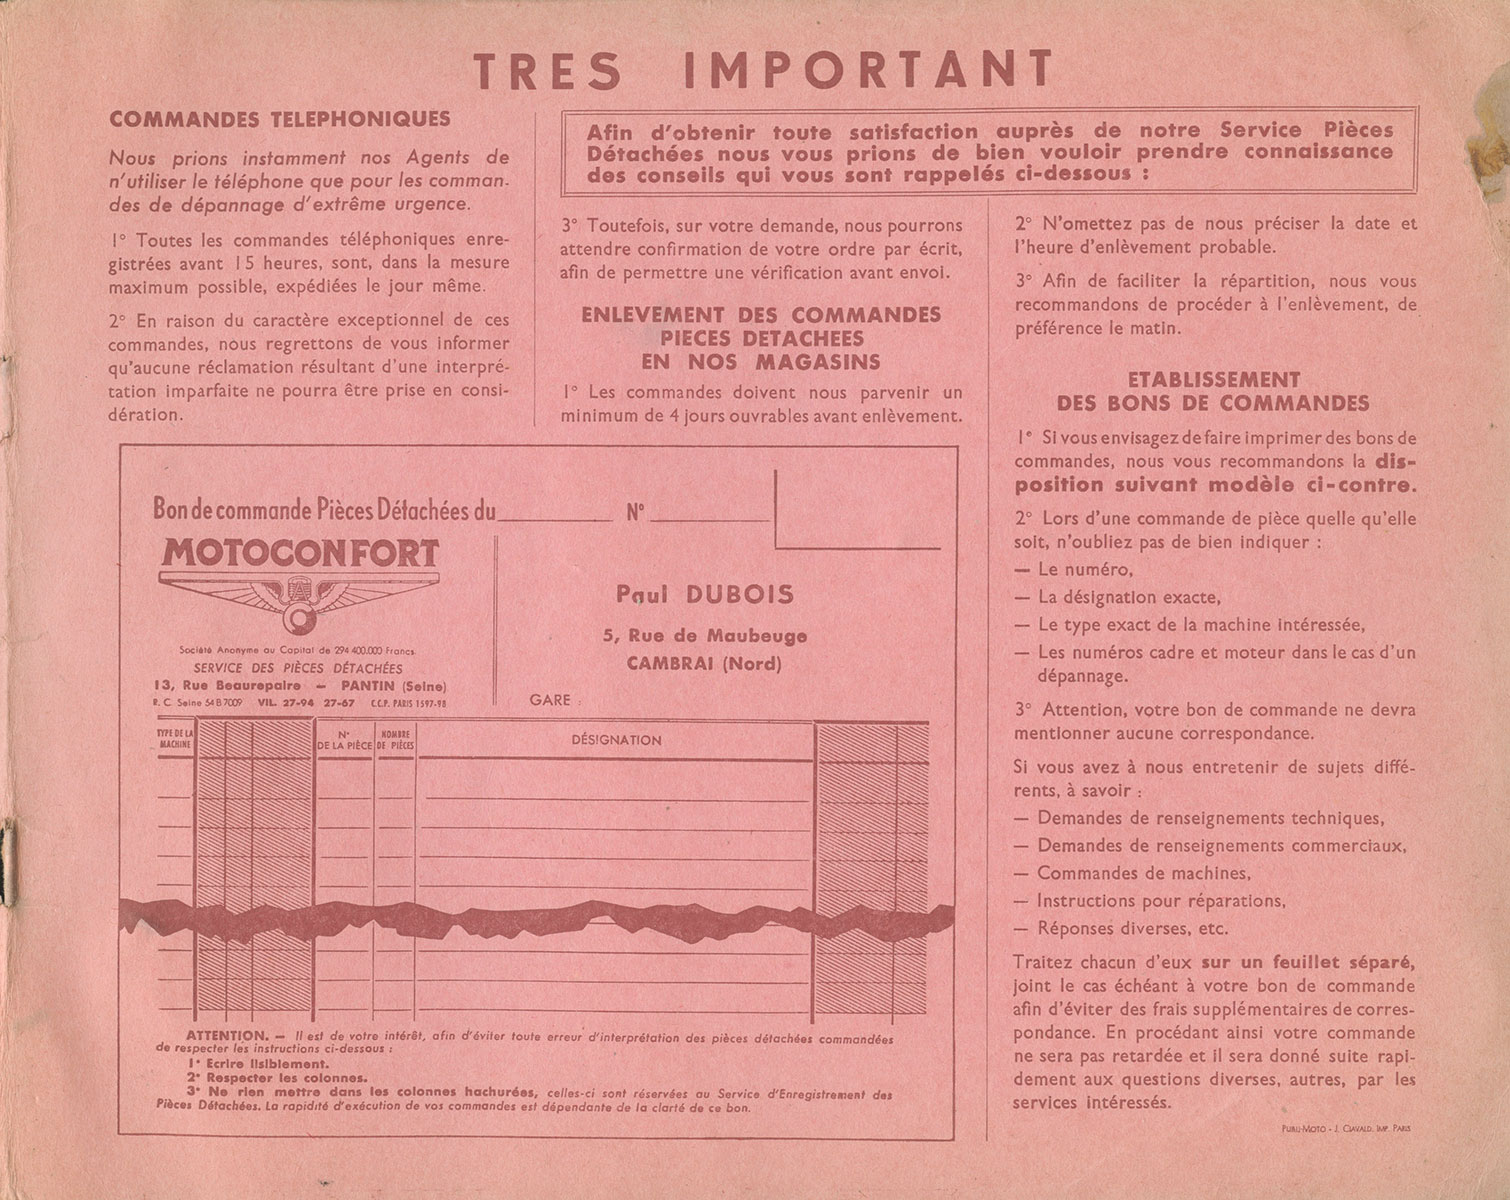 TRES IMPORTANT
COMMANDES TELEPHONIQUES
Nous prions instamment nos Agents de
n'utiliser le téléphone que pour les comman-
des de dépannage d'extrême urgence.
1° Toutes les commandes téléphoniques enre-
gistrées avant 15 heures, sont, dans la mesure
maximum possible, expédiées le jour même.
2° En raison du caractère exceptionnel de ces
commandes, nous regrettons de vous informer
qu'aucune réclamation résultant d'une interpré-
tation imparfaite ne pourra être prise en consi-
dération.
Afin d'obtenir toute satisfaction auprès de notre Service Pièces
Détachées nous vous prions de bien vouloir prendre connaissance
des conseils qui vous sont rappelés ci-dessous :
3° Toutefois, sur votre demande, nous pourrons
attendre confirmation de votre ordre par écrit,
afin de permettre une vérification avant envoi.
ENLEVEMENT DES COMMANDES
PIECES DETACHEES
EN NOS MAGASINS
1° Les commandes doivent nous parvenir un
minimum de 4 jours ouvrables avant enlèvement.
2° N'omettez pas de nous préciser la date et
l'heure d'enlèvement probable.
3° Afin de faciliter la répartition, nous vous
recommandons de procéder à l'enlèvement, de
préférence le matin.
ETABLISSEMENT
DES BONS DE COMMANDES
1° Si vous envisagez de faire imprimer des bons de
commandes, nous vous recommandons la dis-
position suivant modèle ci-contre.
2° Lors d'une commande de pièce quelle qu'elle
soit, n'oubliez pas de bien indiquer :
— Le numéro,
— La désignation exacte,
— Le type exact de la machine intéressée,
— Les numéros cadre et moteur dans le cas d'un
dépannage.
3° Attention, votre bon de commande ne devra
mentionner aucune correspondance.
Si vous avez à nous entretenir de sujets diffé-
rents, à savoir :
— Demandes de renseignements techniques,
— Demandes de renseignements commerciaux,
— Commandes de machines,
— Instructions pour réparations,
— Réponses diverses, etc.
Traitez chacun d'eux sur un feuillet séparé,
joint le cas échéant à votre bon de commande
afin d'éviter des frais supplémentaires de corres-
pondance. En procédant ainsi votre commande
ne sera pas retardée et il sera donné suite rapi-
dement aux questions diverses, autres, par les
services intéressés.
PUBLI-MOTO - J. GAVALD. IMP. PARIS
Bon de commande Pièces Détachées du N°
MOTOCONFORT
Société Anonyme au Capital de 294.400.000 Francs.
SERVICE DES PIÈCES DÉTACHÉES
13, Rue Beaurepaire — PANTIN (Seine)
R. C. Seine 54 B 7009 VIL. 27-94 27-67 C.C.P. PARIS 1597-98
Paul DUBOIS
5, Rue de Maubeuge
CAMBRAI (Nord)
GARE :
TYPE DE LA
MACHINE
N°
DE LA PIÈCE
NOMBRE
DE PIÈCES
DÉSIGNATION
ATTENTION. — Il est de votre intérêt, afin d'éviter toute erreur d'interprétation des pièces détachées commandées
de respecter les instructions ci-dessous :
1° Ecrire lisiblement.
2° Respecter les colonnes.
3° Ne rien mettre dans les colonnes hachurées, celles-ci sont réservées au Service d'Enregistrement des
Pièces Détachées. La rapidité d'exécution de vos commandes est dépendante de la clarté de ce bon.